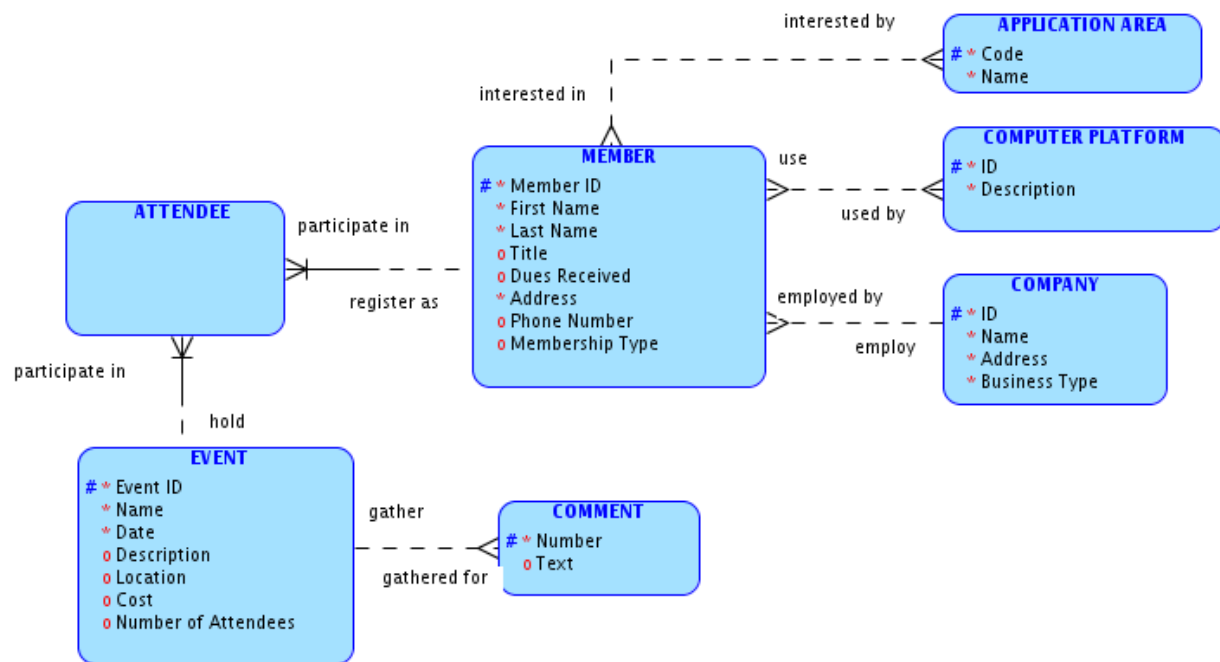 interested by
APPLICATION AREA
# * Code
* Name
interested in
MEMBER
# * Member ID
* First Name
* Last Name
o Title
o Dues Received
* Address
o Phone Number
o Membership Type
use
used by
COMPUTER PLATFORM
# * ID
* Description
employed by
employ
COMPANY
# * ID
* Name
* Address
* Business Type
ATTENDEE
participate in
register as
participate in
hold
EVENT
# * Event ID
* Name
* Date
o Description
o Location
o Cost
o Number of Attendees
gather
gathered for
COMMENT
# * Number
o Text